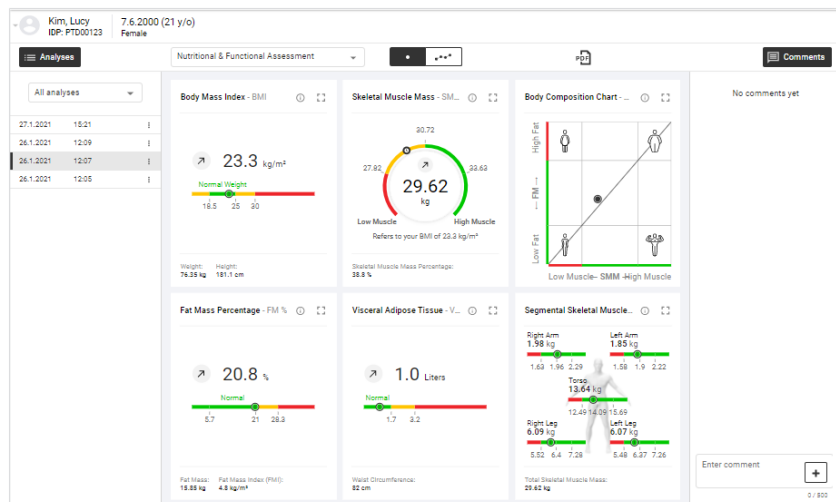 Kim, Lucy
7.6.2000 (21 y/o)
IDP: PTD00123
Female
Analyses
Nutritional & Functional Assessment
PDF
Comments
All analyses
27.1.2021 15:21
26.1.2021 12:09
26.1.2021 12:07
26.1.2021 12:05
Body Mass Index - BMI
23.3 kg/m²
Normal Weight
18.5 25 30
Weight: Height:
76.35 kg 181.1 cm
Skeletal Muscle Mass - SM...
30.72
27.82
33.63
29.62
kg
Low Muscle High Muscle
Refers to your BMI of 23.3 kg/m²
Skeletal Muscle Mass Percentage:
38.8 %
Body Composition Chart - ...
High Fat
← FM →
Low Fat
Low Muscle← SMM →High Muscle
Fat Mass Percentage - FM %
20.8 %
Normal
5.7 21 28.3
Fat Mass: Fat Mass Index (FMI):
15.85 kg 4.8 kg/m²
Visceral Adipose Tissue - V...
1.0 Liters
Normal
1.7 3.2
Waist Circumference:
82 cm
Segmental Skeletal Muscle...
Right Arm
1.98 kg
1.63 1.96 2.29
Left Arm
1.85 kg
1.58 1.9 2.22
Torso
13.64 kg
12.49 14.09 15.69
Right Leg
6.09 kg
5.52 6.4 7.28
Left Leg
6.07 kg
5.48 6.37 7.26
Total Skeletal Muscle Mass:
29.62 kg
No comments yet
Enter comment
+